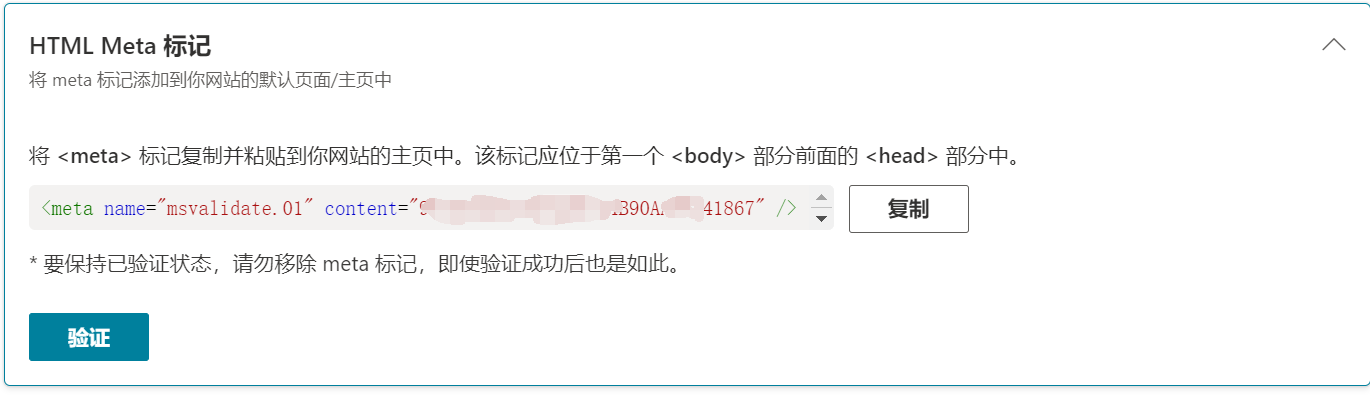 HTML Meta 标记
将 meta 标记添加到你网站的默认页面/主页中
将 <meta> 标记复制并粘贴到你网站的主页中。该标记应位于第一个 <body> 部分前面的 <head> 部分中。
<meta name="msvalidate.01" content="9 B90A 41867" />
复制
* 要保持已验证状态，请勿移除 meta 标记，即使验证成功后也是如此。
验证